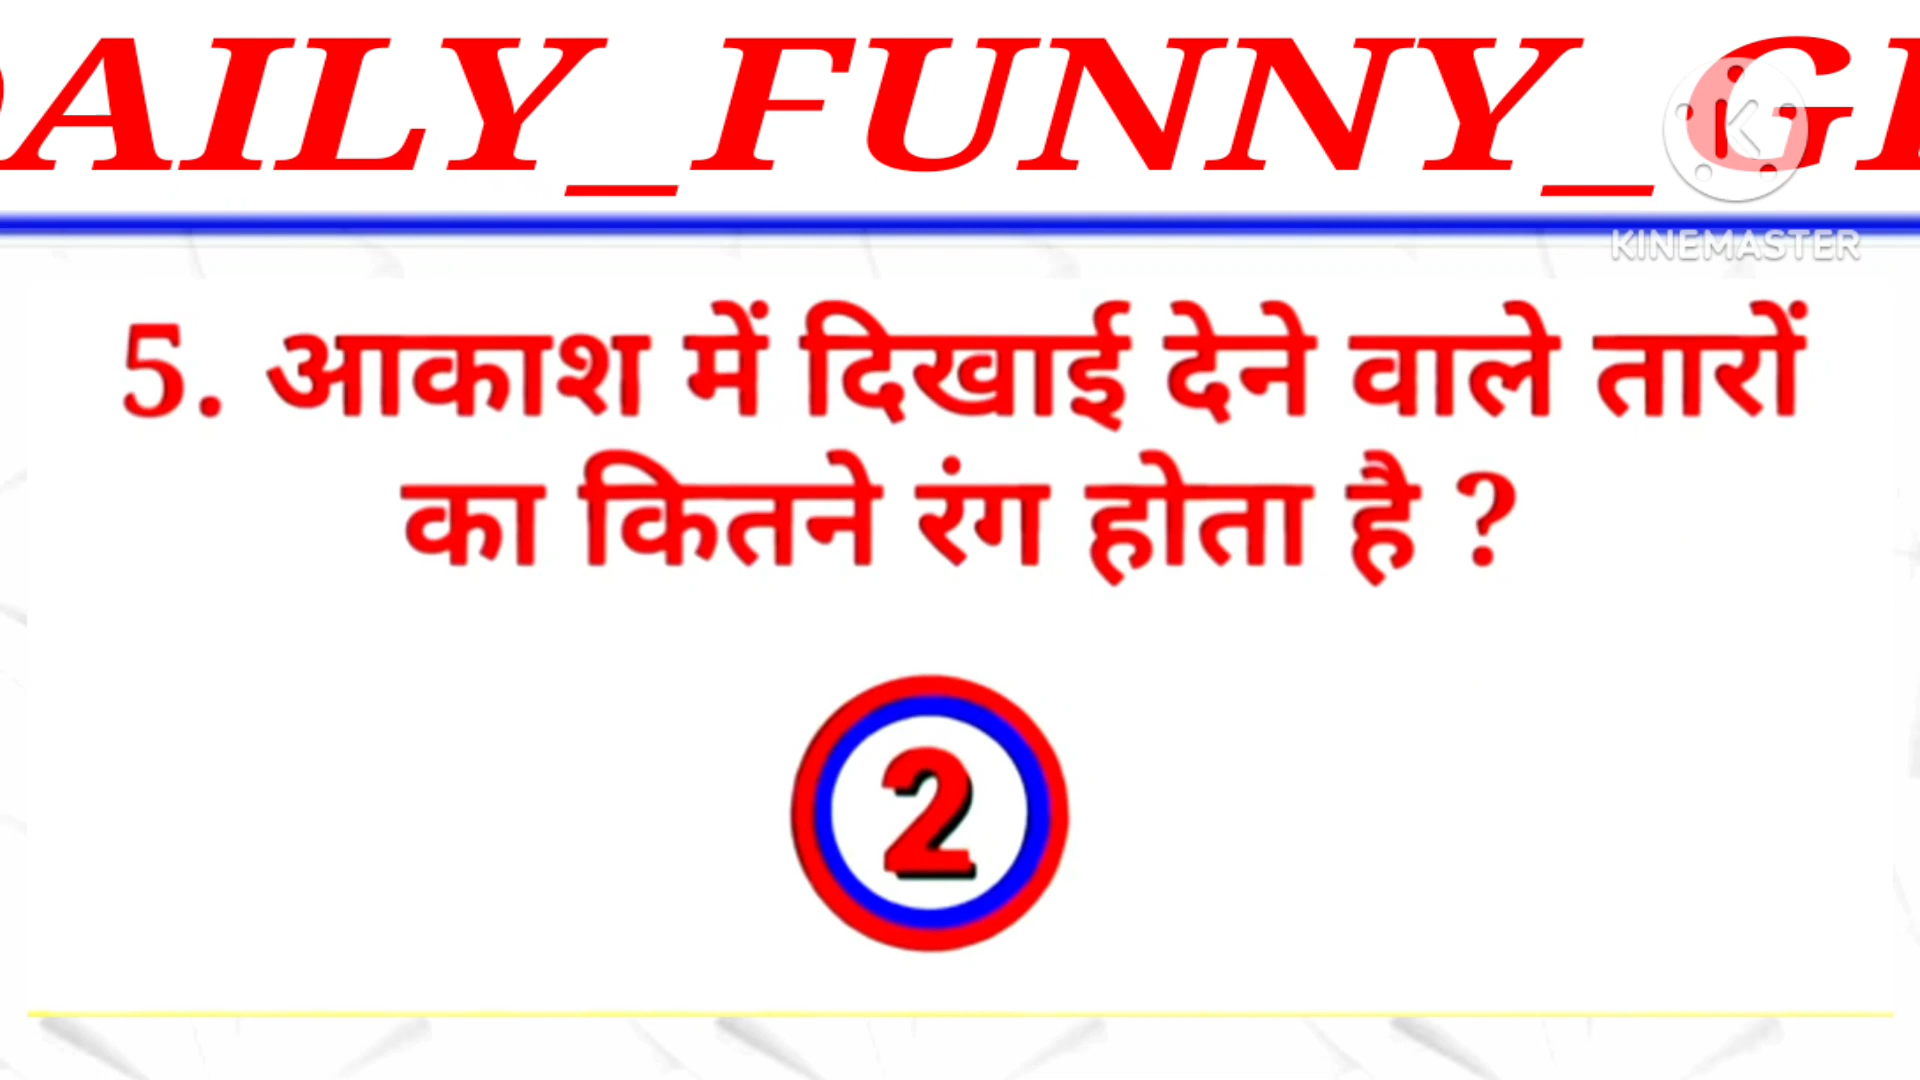 DAILY_FUNNY_G
KINEMASTER
5. आकाश में दिखाई देने वाले तारों
का कितने रंग होता है ?
2